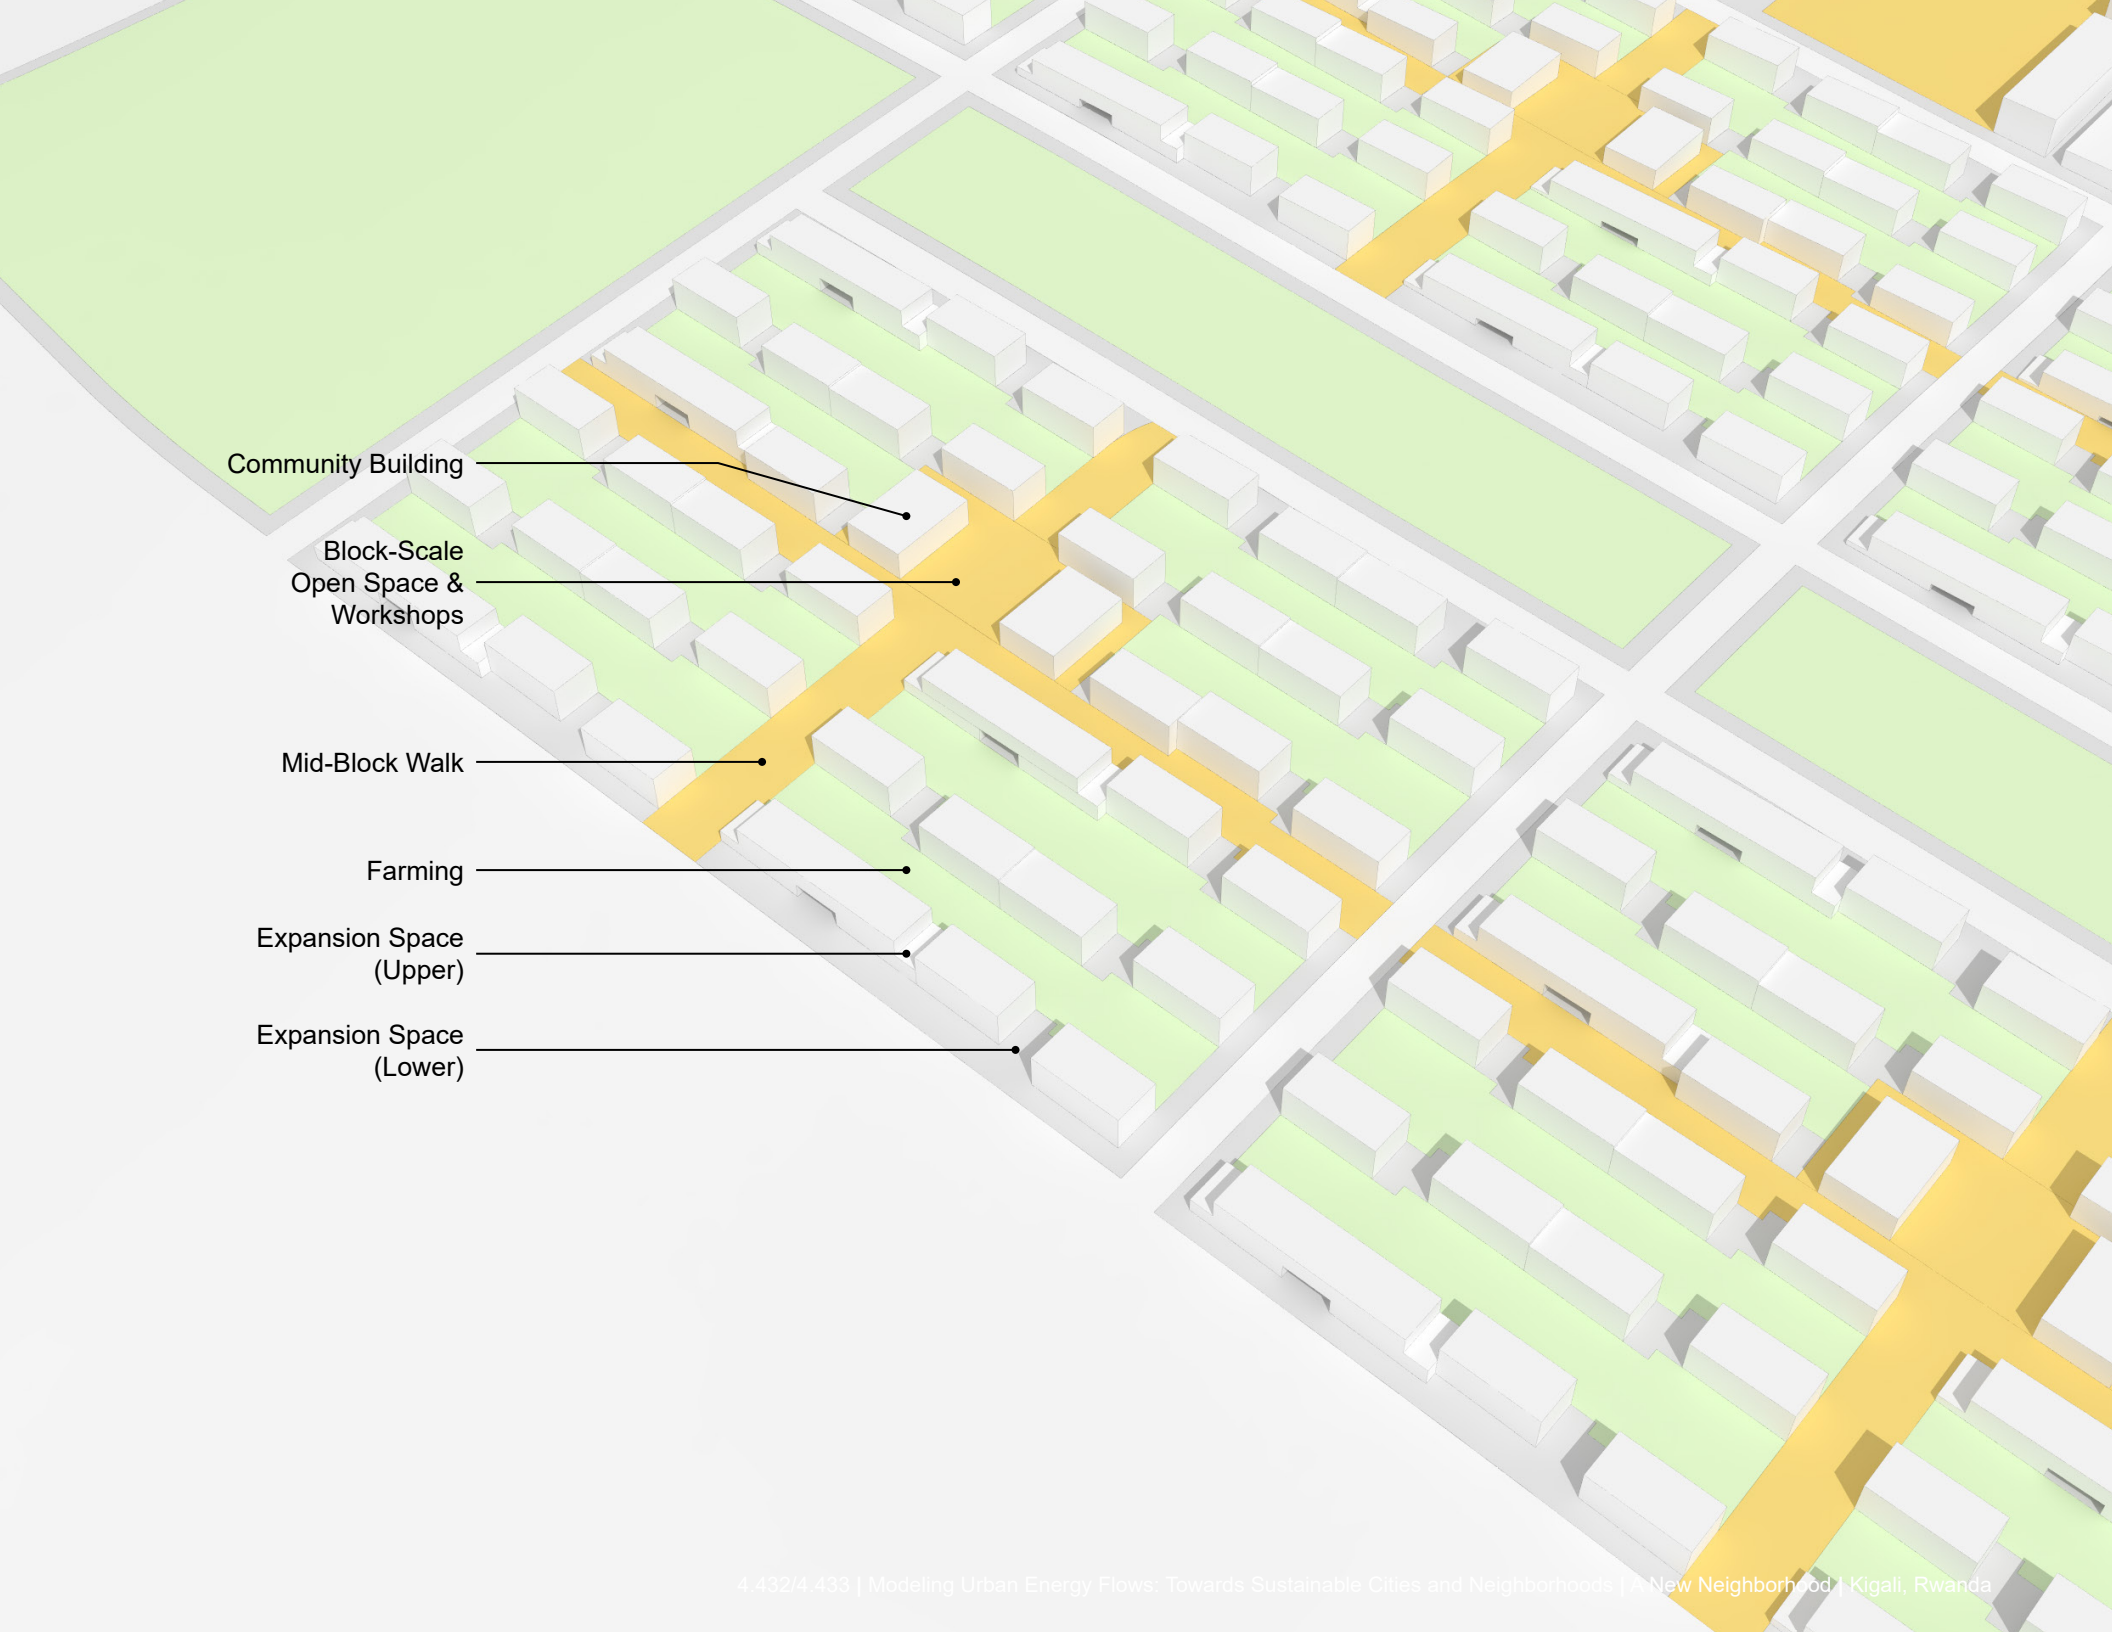 Community Building
Block-Scale
Open Space &
Workshops
Mid-Block Walk
Farming
Expansion Space
(Upper)
Expansion Space
(Lower)
4.432/4.433 | Modeling Urban Energy Flows: Towards Sustainable Cities and Neighborhoods | A New Neighborhood | Kigali, Rwanda